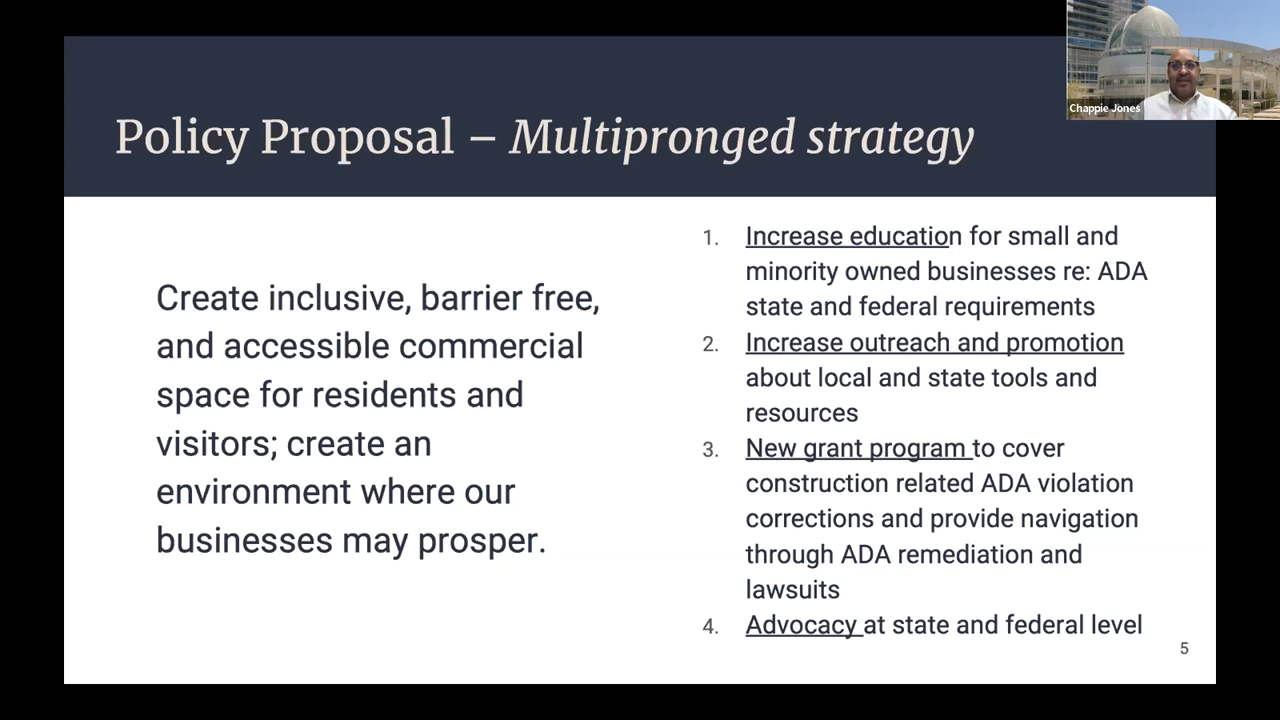 Chappie Jones
Policy Proposal – Multipronged strategy
Create inclusive, barrier free,
and accessible commercial
space for residents and
visitors; create an
environment where our
businesses may prosper.
1. Increase education for small and
minority owned businesses re: ADA
state and federal requirements
2. Increase outreach and promotion
about local and state tools and
resources
3. New grant program to cover
construction related ADA violation
corrections and provide navigation
through ADA remediation and
lawsuits
4. Advocacy at state and federal level
5